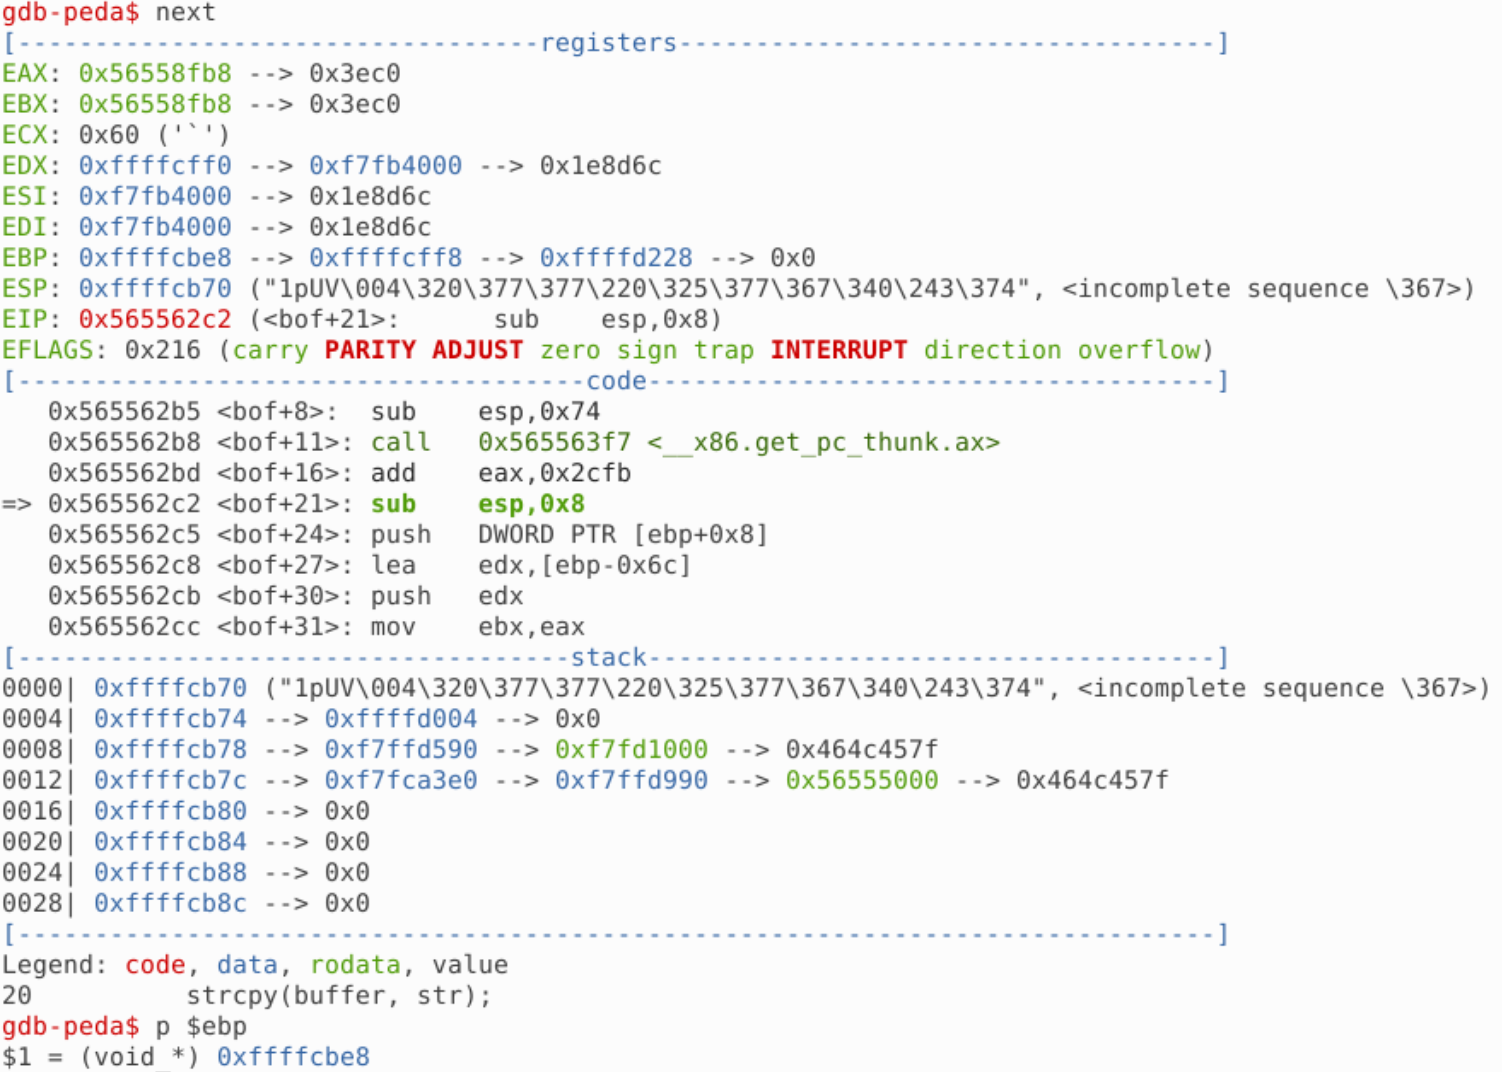 gdb-peda$ next
[----------------------------------registers-----------------------------------]
EAX: 0x56558fb8 --> 0x3ec0
EBX: 0x56558fb8 --> 0x3ec0
ECX: 0x60 ('`')
EDX: 0xffffcff0 --> 0xf7fb4000 --> 0x1e8d6c
ESI: 0xf7fb4000 --> 0x1e8d6c
EDI: 0xf7fb4000 --> 0x1e8d6c
EBP: 0xffffcbe8 --> 0xffffcff8 --> 0xffffd228 --> 0x0
ESP: 0xffffcb70 ("1pUV\004\320\377\377\220\325\377\367\340\243\374", <incomplete sequence \367>)
EIP: 0x565562c2 (<bof+21>:      sub    esp,0x8)
EFLAGS: 0x216 (carry PARITY ADJUST zero sign trap INTERRUPT direction overflow)
[-------------------------------------code-------------------------------------]
   0x565562b5 <bof+8>:  sub    esp,0x74
   0x565562b8 <bof+11>: call   0x565563f7 <__x86.get_pc_thunk.ax>
   0x565562bd <bof+16>: add    eax,0x2cfb
=> 0x565562c2 <bof+21>: sub    esp,0x8
   0x565562c5 <bof+24>: push   DWORD PTR [ebp+0x8]
   0x565562c8 <bof+27>: lea    edx,[ebp-0x6c]
   0x565562cb <bof+30>: push   edx
   0x565562cc <bof+31>: mov    ebx,eax
[------------------------------------stack-------------------------------------]
0000| 0xffffcb70 ("1pUV\004\320\377\377\220\325\377\367\340\243\374", <incomplete sequence \367>)
0004| 0xffffcb74 --> 0xffffd004 --> 0x0
0008| 0xffffcb78 --> 0xf7ffd590 --> 0xf7fd1000 --> 0x464c457f
0012| 0xffffcb7c --> 0xf7fca3e0 --> 0xf7ffd990 --> 0x56555000 --> 0x464c457f
0016| 0xffffcb80 --> 0x0
0020| 0xffffcb84 --> 0x0
0024| 0xffffcb88 --> 0x0
0028| 0xffffcb8c --> 0x0
[------------------------------------------------------------------------------]
Legend: code, data, rodata, value
20          strcpy(buffer, str);
gdb-peda$ p $ebp
$1 = (void *) 0xffffcbe8